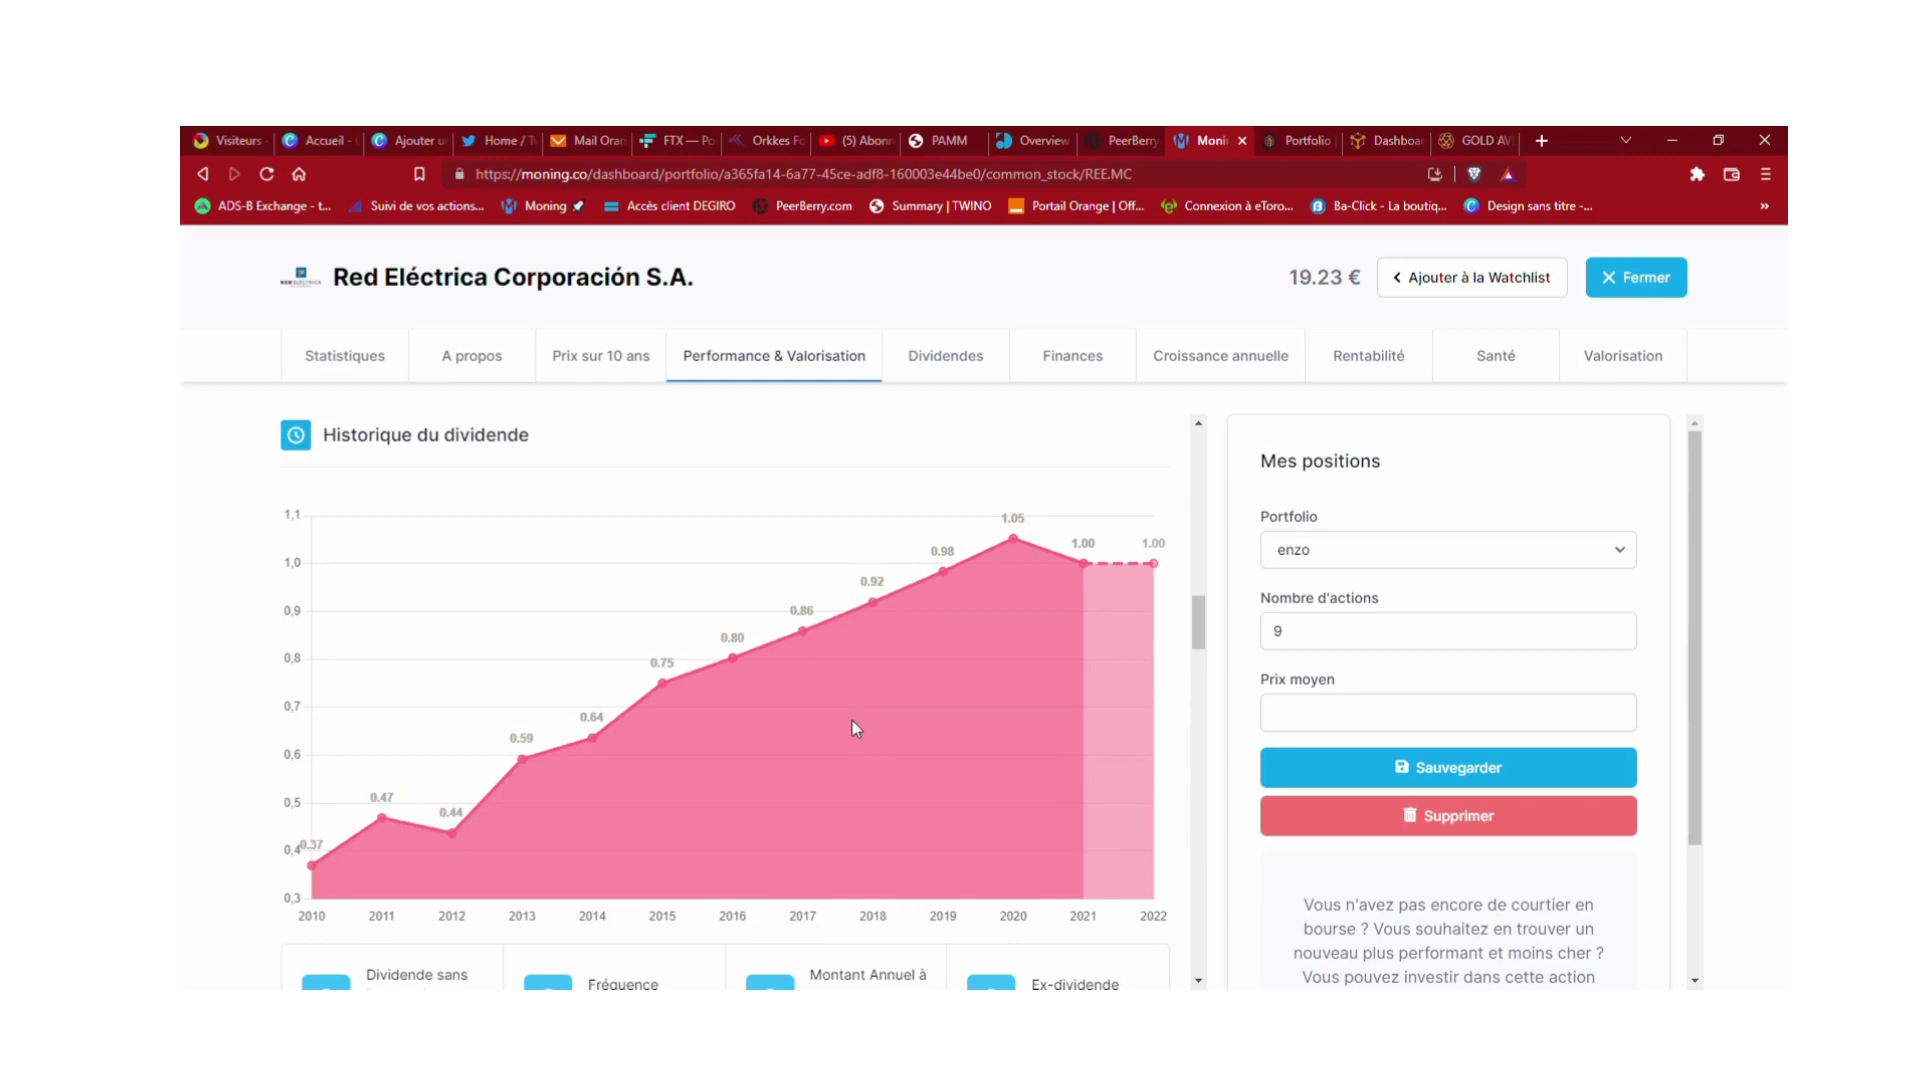 Visiteurs Accueil - Ajouter u Home / T Mail Oran FTX — Po Orkkes Fo (5) Abonn PAMM Overview PeerBerry Moni Portfolio Dashboa GOLD AV
https://moning.co/dashboard/portfolio/a365fa14-6a77-45ce-adf8-160003e44be0/common_stock/REE.MC
ADS-B Exchange - t... Suivi de vos actions... Moning Accès client DEGIRO PeerBerry.com Summary | TWINO Portail Orange | Off... Connexion à eToro... Ba-Click - La boutiq... Design sans titre -...
Red Eléctrica Corporación S.A. 19.23 € Ajouter à la Watchlist Fermer
Statistiques A propos Prix sur 10 ans Performance & Valorisation Dividendes Finances Croissance annuelle Rentabilité Santé Valorisation
Historique du dividende
1,1
1,0
0,9
0,8
0,7
0,6
0,5
0,4
0,3
0.37 0.47 0.44 0.59 0.64 0.75 0.80 0.86 0.92 0.98 1.05 1.00 1.00
2010 2011 2012 2013 2014 2015 2016 2017 2018 2019 2020 2021 2022
Dividende sans
Fréquence
Montant Annuel à
Ex-dividende
Mes positions
Portfolio
enzo
Nombre d'actions
9
Prix moyen
Sauvegarder
Supprimer
Vous n'avez pas encore de courtier en
bourse ? Vous souhaitez en trouver un
nouveau plus performant et moins cher ?
Vous pouvez investir dans cette action